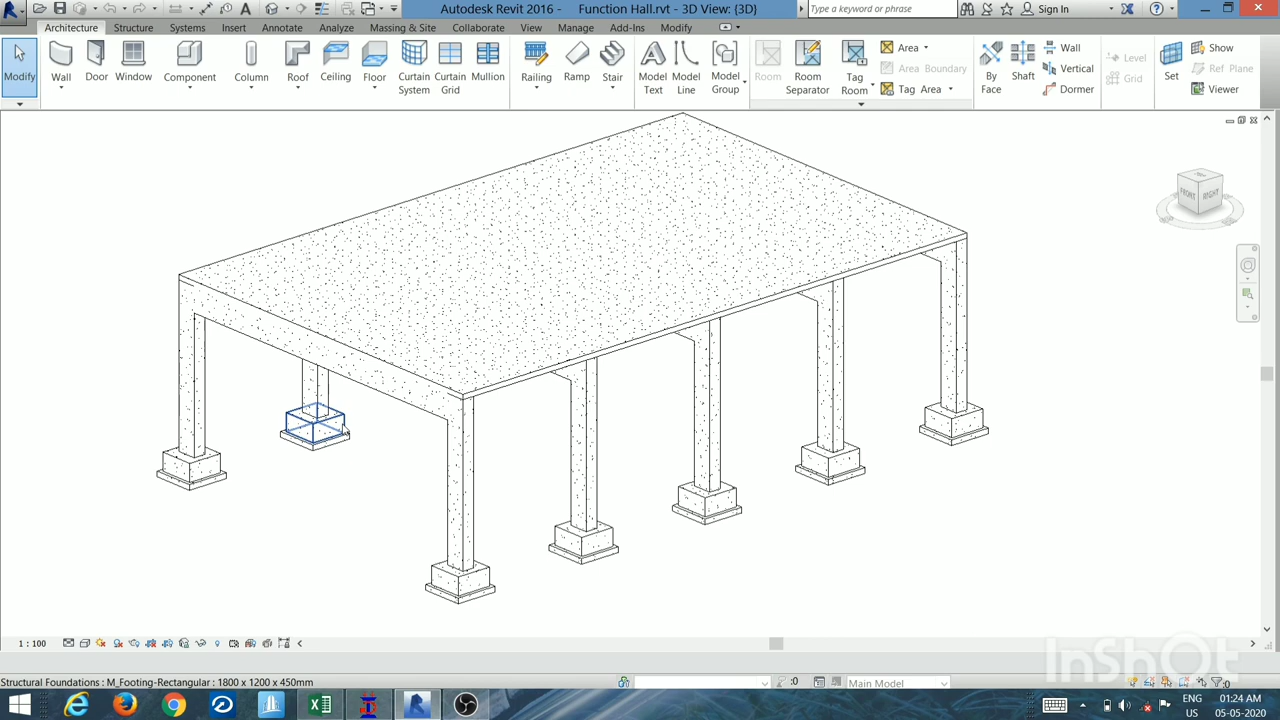 Autodesk Revit 2016 - Function Hall.rvt - 3D View: {3D}
Type a keyword or phrase
Sign In
Architecture Structure Systems Insert Annotate Analyze Massing & Site Collaborate View Manage Add-Ins Modify
Modify
Wall
Door
Window
Component
Column
Roof
Ceiling
Floor
Curtain System
Curtain Grid
Mullion
Railing
Ramp
Stair
Model Text
Model Line
Model Group
Room
Room Separator
Tag Room
Area
Area Boundary
Tag Area
By Face
Shaft
Wall
Vertical
Dormer
Level
Grid
Set
Show
Ref Plane
Viewer
FRONT
RIGHT
1 : 100
InShOt
Structural Foundations : M_Footing-Rectangular : 1800 x 1200 x 450mm
:0
Main Model
:0
ENG
US
01:24 AM
05-05-2020